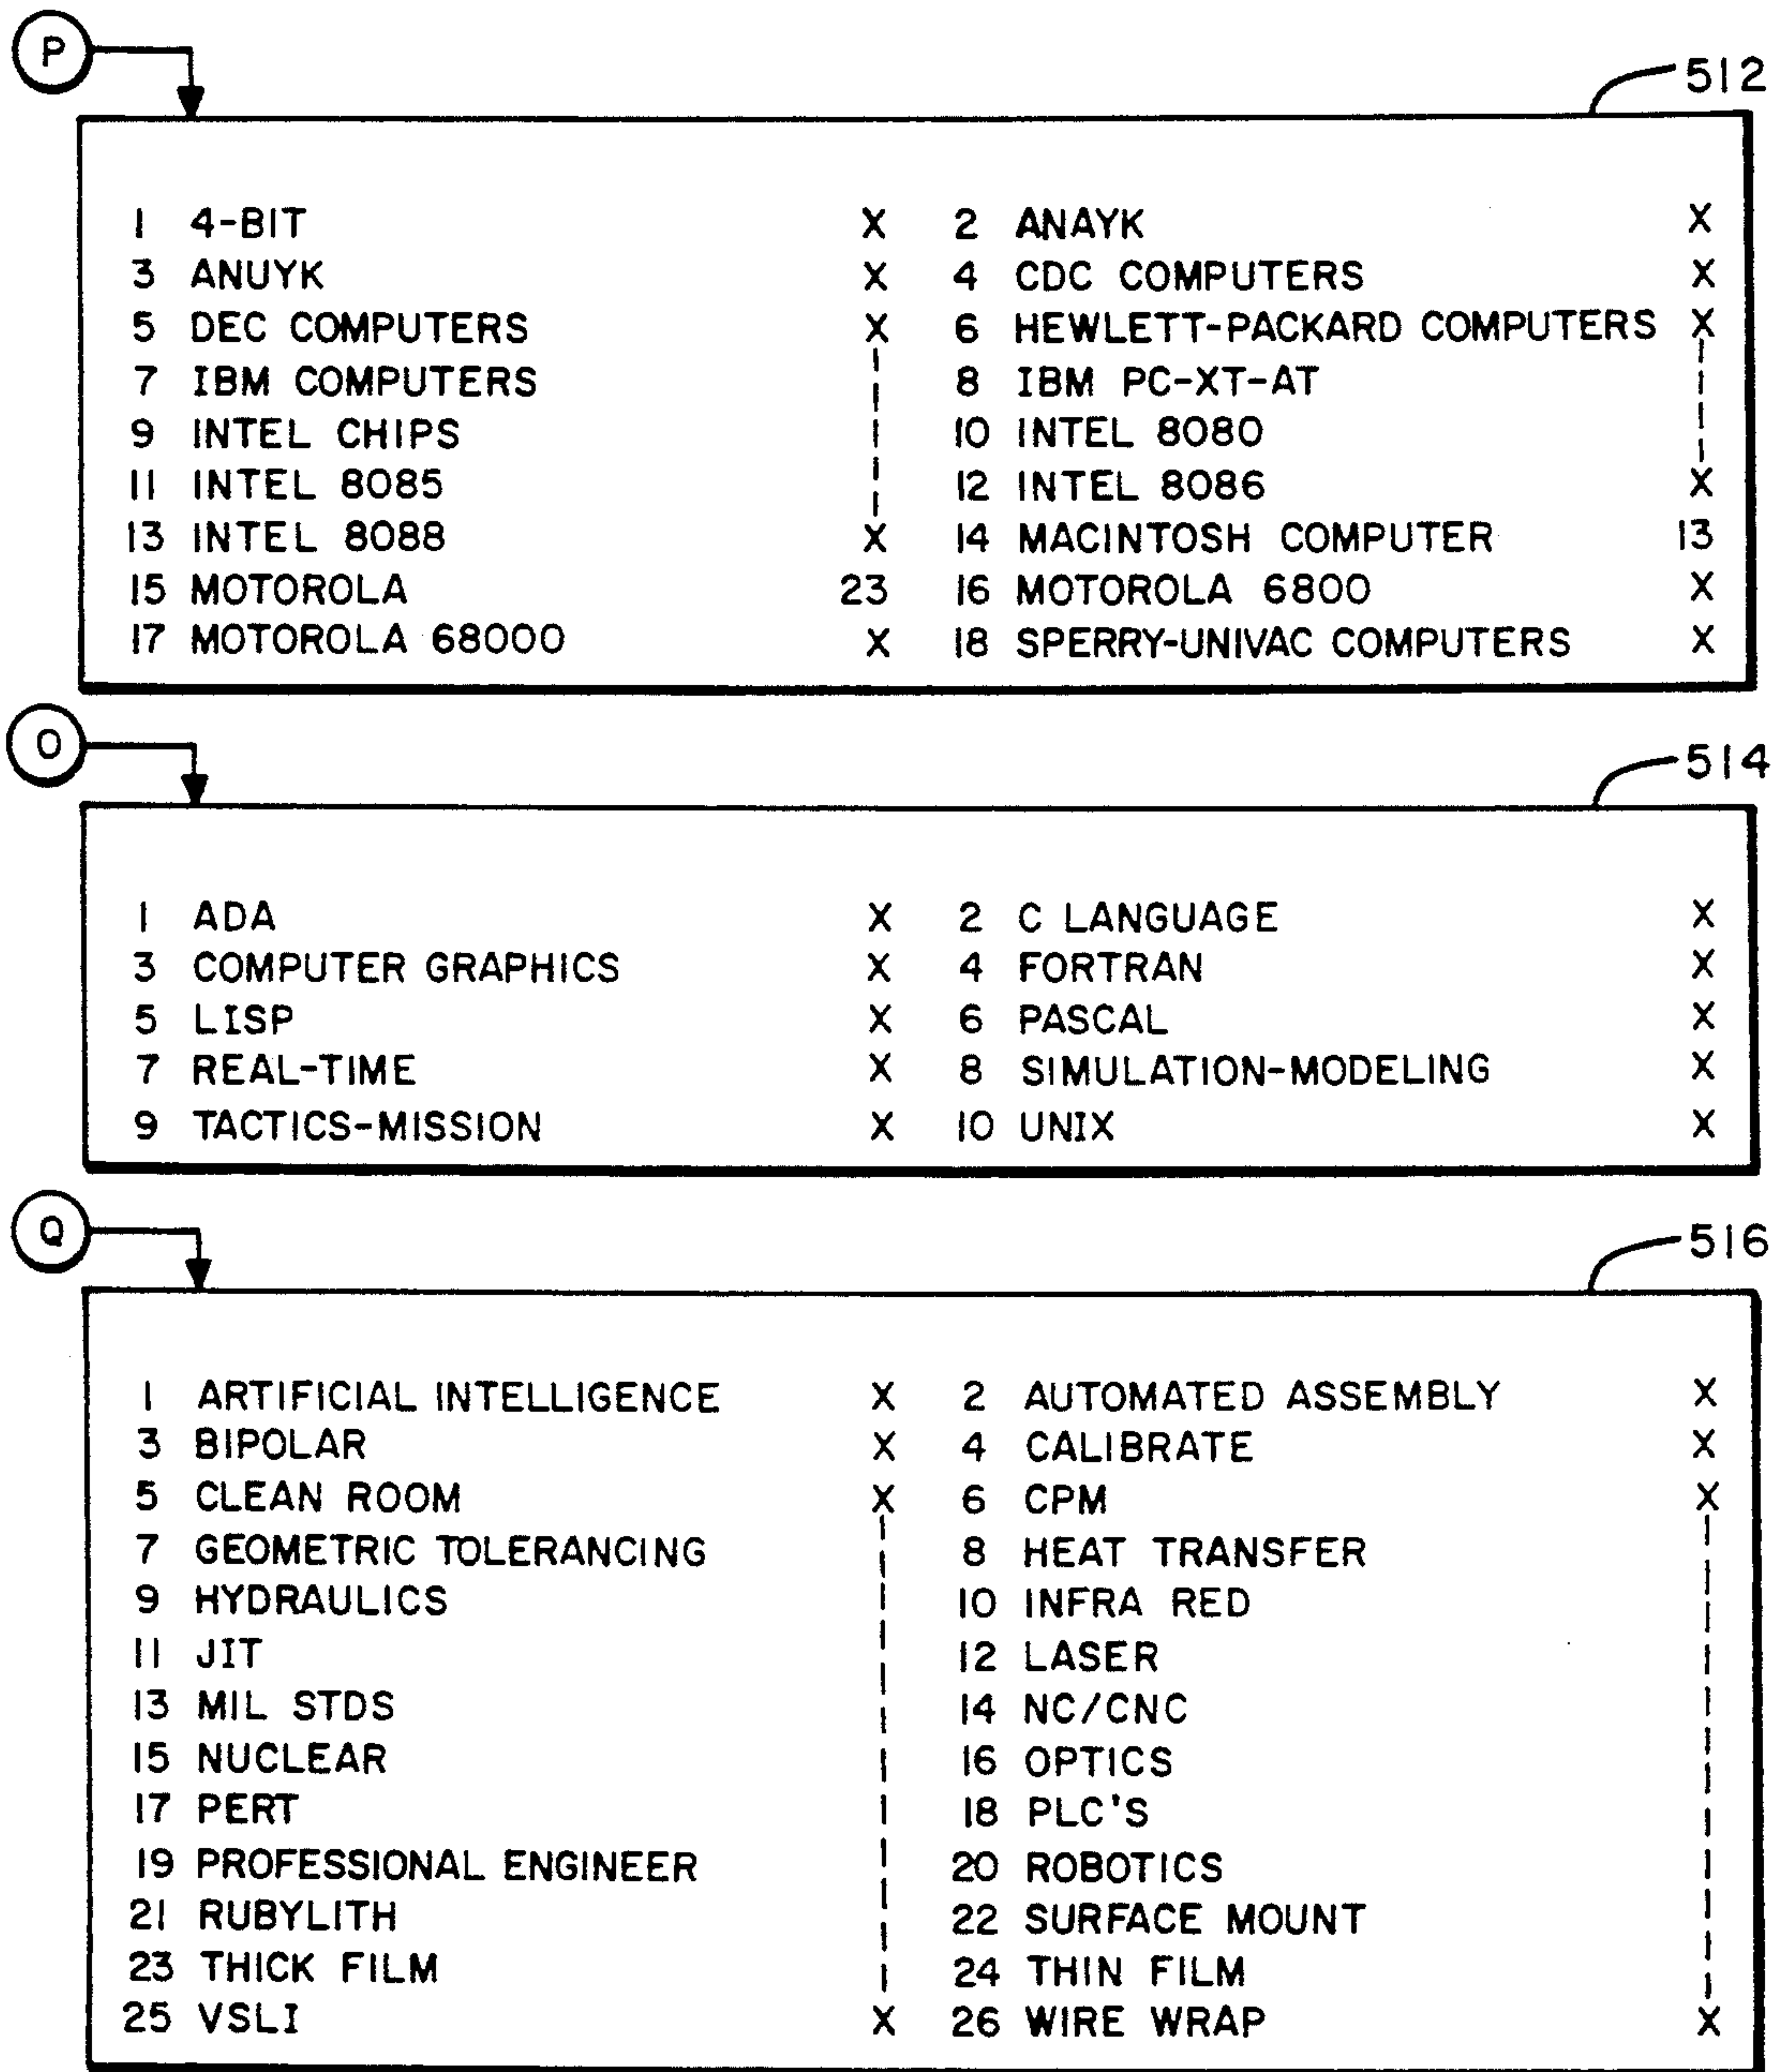 P
512
1 4-BIT X 2 ANAYK X
3 ANUYK X 4 CDC COMPUTERS X
5 DEC COMPUTERS X 6 HEWLETT-PACKARD COMPUTERS X
7 IBM COMPUTERS 8 IBM PC-XT-AT
9 INTEL CHIPS 10 INTEL 8080
11 INTEL 8085 12 INTEL 8086 X
13 INTEL 8088 X 14 MACINTOSH COMPUTER 13
15 MOTOROLA 23 16 MOTOROLA 6800 X
17 MOTOROLA 68000 X 18 SPERRY-UNIVAC COMPUTERS X
O
514
1 ADA X 2 C LANGUAGE X
3 COMPUTER GRAPHICS X 4 FORTRAN X
5 LISP X 6 PASCAL X
7 REAL-TIME X 8 SIMULATION-MODELING X
9 TACTICS-MISSION X 10 UNIX X
Q
516
1 ARTIFICIAL INTELLIGENCE X 2 AUTOMATED ASSEMBLY X
3 BIPOLAR X 4 CALIBRATE X
5 CLEAN ROOM X 6 CPM X
7 GEOMETRIC TOLERANCING 8 HEAT TRANSFER
9 HYDRAULICS 10 INFRA RED
11 JIT 12 LASER
13 MIL STDS 14 NC/CNC
15 NUCLEAR 16 OPTICS
17 PERT 18 PLC'S
19 PROFESSIONAL ENGINEER 20 ROBOTICS
21 RUBYLITH 22 SURFACE MOUNT
23 THICK FILM 24 THIN FILM
25 VSLI X 26 WIRE WRAP X